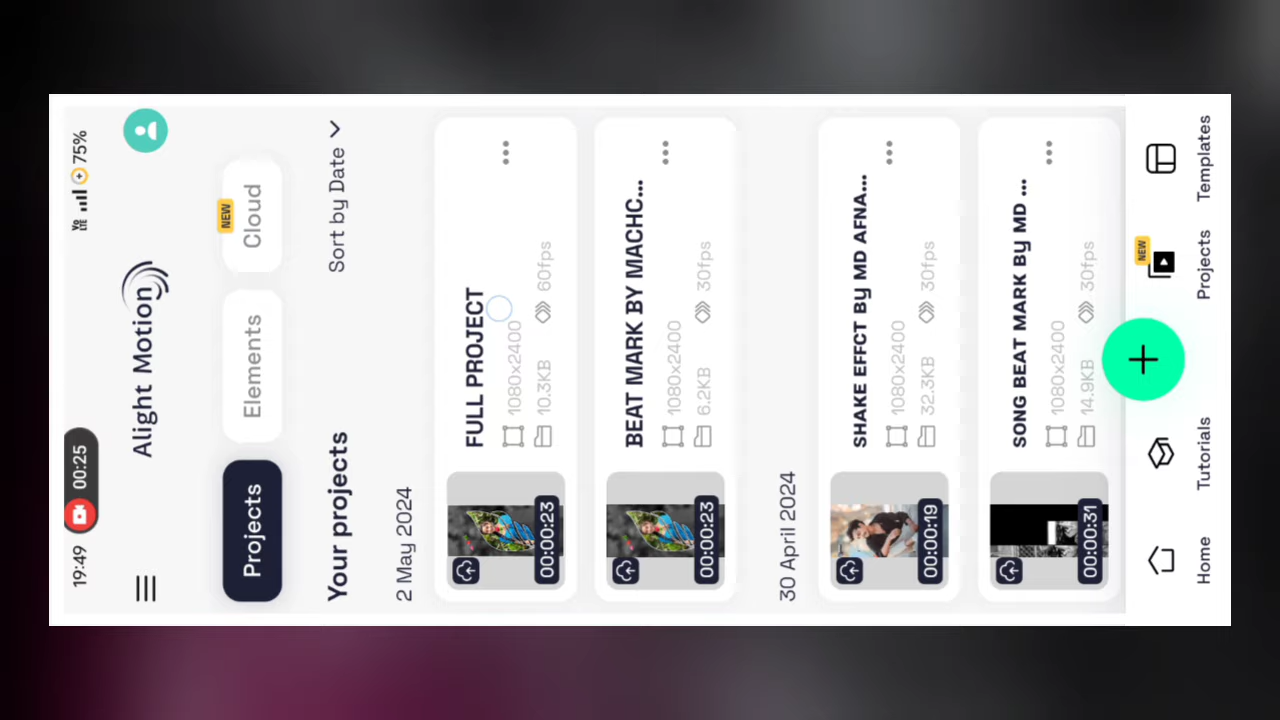 19:49
00:25
Vo LTE
75%
Alight Motion
Projects
Elements
Cloud
NEW
Your projects
Sort by Date
2 May 2024
00:00:23
FULL PROJECT
1080x2400
10.3KB
60fps
00:00:23
BEAT MARK BY MACHC...
1080x2400
6.2KB
30fps
30 April 2024
00:00:19
SHAKE EFFCT By MD AFNA...
1080x2400
32.3KB
30fps
00:00:31
SONG BEAT MARK By MD ...
1080x2400
14.9KB
30fps
Home
Tutorials
NEW
Projects
Templates